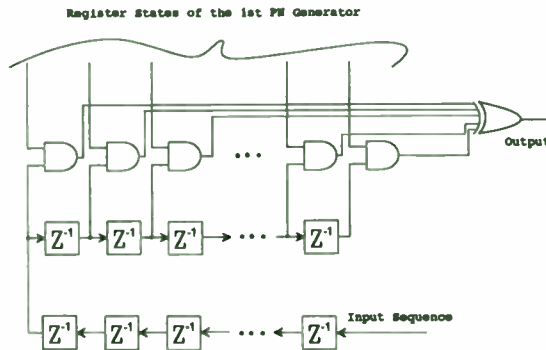 Register States of the 1st PN Generator
Output
Z⁻¹ Z⁻¹ Z⁻¹ Z⁻¹
Input Sequence
Z⁻¹ Z⁻¹ Z⁻¹ Z⁻¹